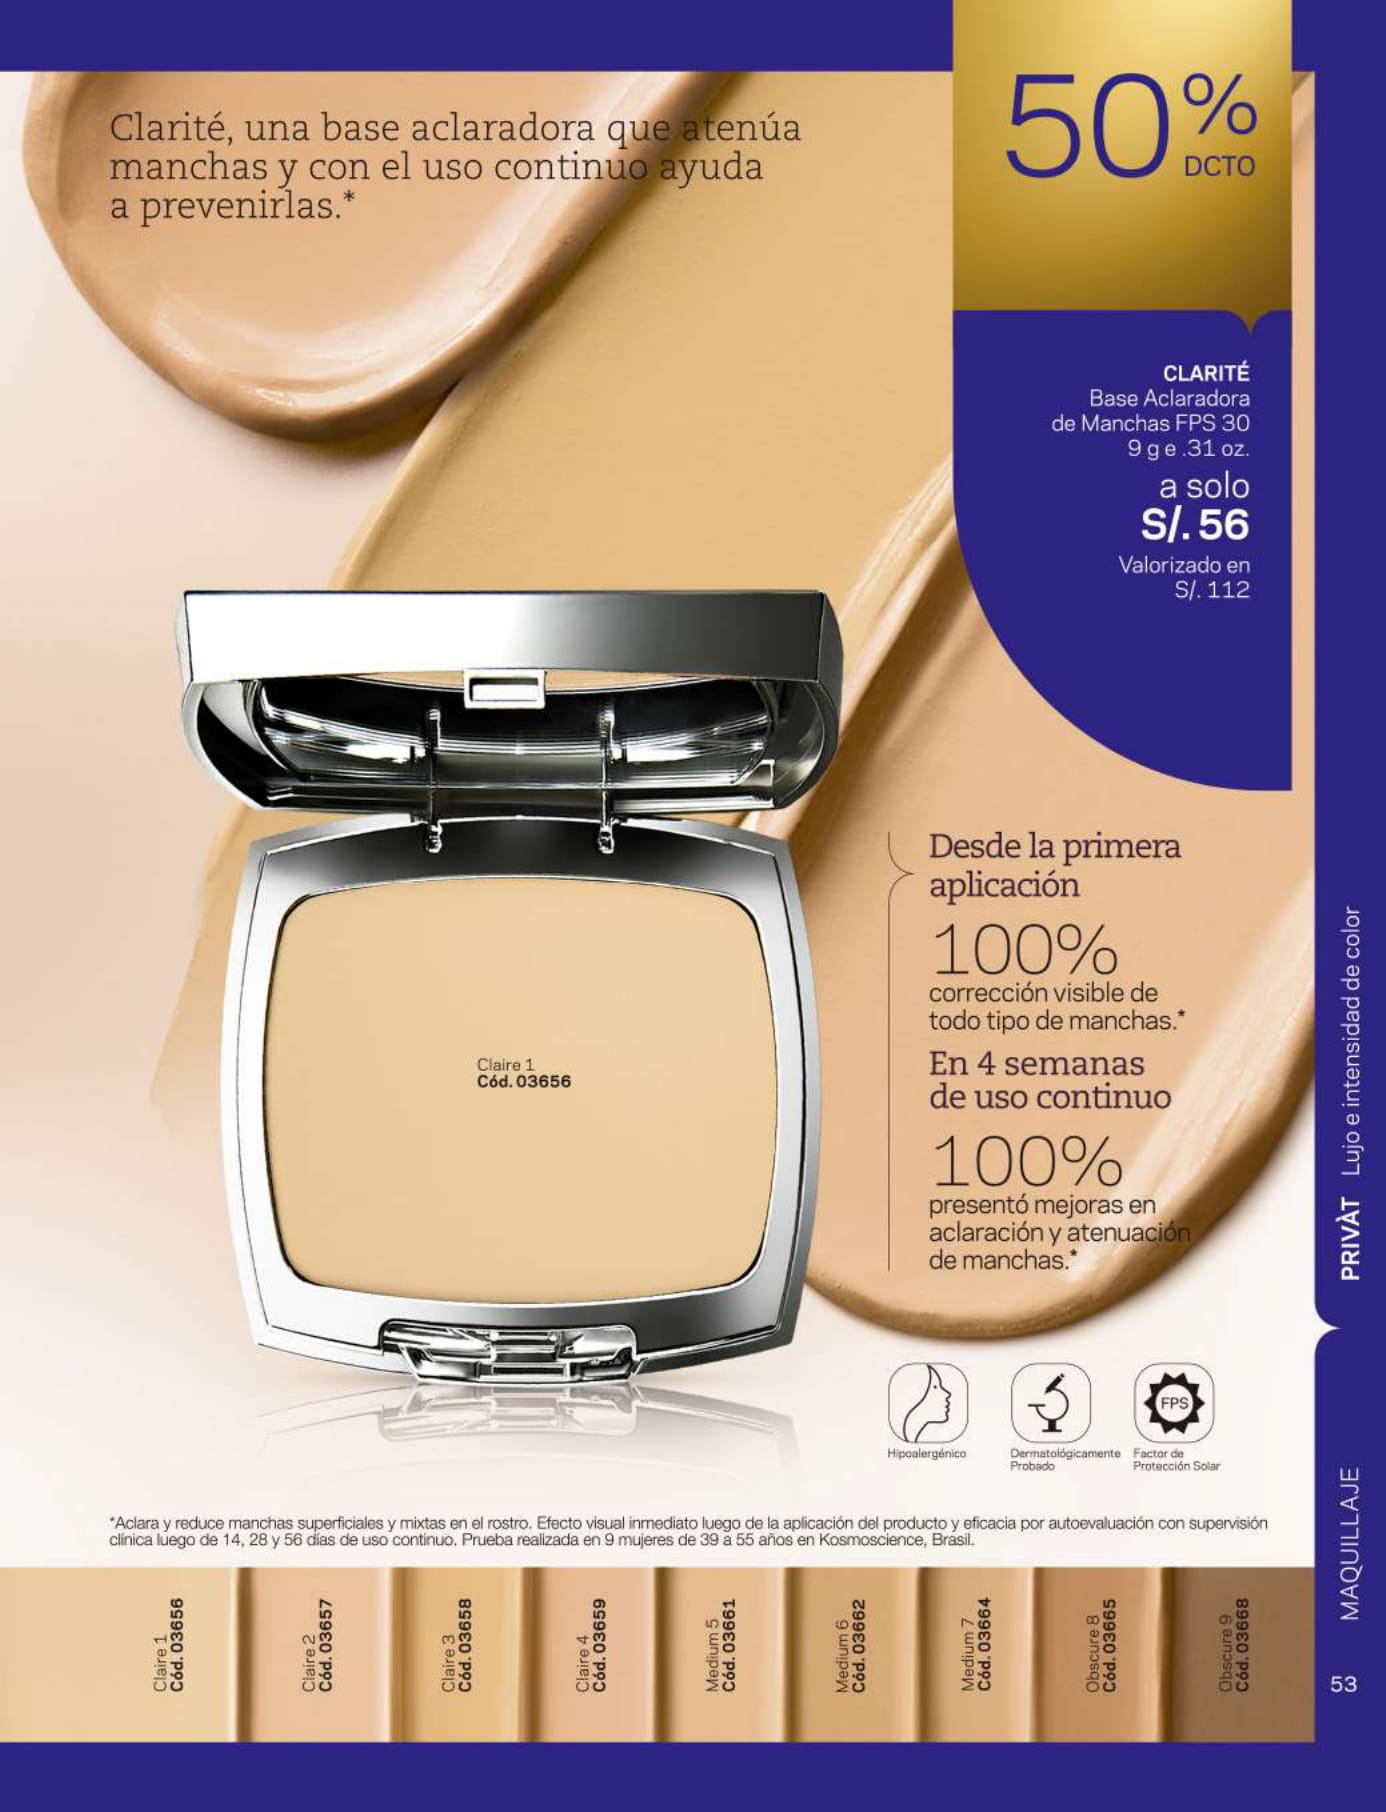 Clarité, una base aclaradora que atenúa
manchas y con el uso continuo ayuda
a prevenirlas.*
50%
DCTO
CLARITÉ
Base Aclaradora
de Manchas FPS 30
9 g e .31 oz.
a solo
S/. 56
Valorizado en
S/. 112
Claire 1
Cód. 03656
Desde la primera
aplicación
100%
corrección visible de
todo tipo de manchas.*
En 4 semanas
de uso continuo
100%
presentó mejoras en
aclaración y atenuación
de manchas.*
FPS
Hipoalergénico
Dermatológicamente
Probado
Factor de
Protección Solar
*Aclara y reduce manchas superficiales y mixtas en el rostro. Efecto visual inmediato luego de la aplicación del producto y eficacia por autoevaluación con supervisión
clínica luego de 14, 28 y 56 días de uso continuo. Prueba realizada en 9 mujeres de 39 a 55 años en Kosmoscience, Brasil.
Claire 1
Cód. 03656
Claire 2
Cód. 03657
Claire 3
Cód. 03658
Claire 4
Cód. 03659
Medium 5
Cód. 03661
Medium 6
Cód. 03662
Medium 7
Cód. 03664
Obscure 8
Cód. 03665
Obscure 9
Cód. 03668
MAQUILLAJE
PRIVÀT Lujo e intensidad de color
53